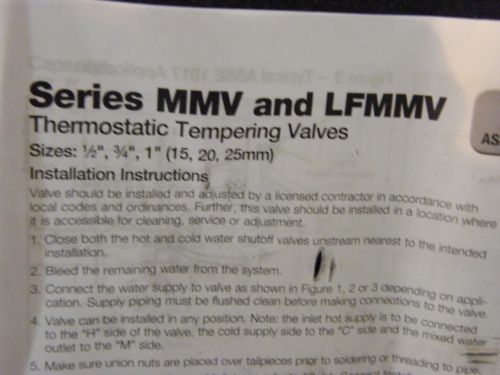 Figure 3 – Typical ASSE 1017 Applications
Series MMV and LFMMV
Thermostatic Tempering Valves
Sizes: ½", ¾", 1" (15, 20, 25mm)
Installation Instructions
Valve should be installed and adjusted by a licensed contractor in accordance with
local codes and ordinances. Further, this valve should be installed in a location where
it is accessible for cleaning, service or adjustment.
1. Close both the hot and cold water shutoff valves upstream nearest to the intended
installation.
2. Bleed the remaining water from the system.
3. Connect the water supply to valve as shown in Figure 1, 2 or 3 depending on appli-
cation. Supply piping must be flushed clean before making connections to the valve.
4. Valve can be installed in any position. Note: the inlet hot supply is to be connected
to the "H" side of the valve, the cold supply side to the "C" side and the mixed water
outlet to the "M" side.
5. Make sure union nuts are placed over tailpieces prior to soldering or threading to pipe.
AS